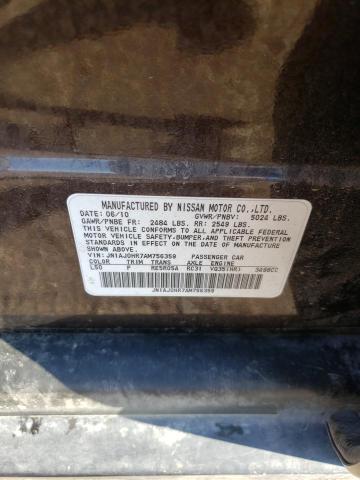 MANUFACTURED BY NISSAN MOTOR CO.,LTD.
DATE: 06/10 GVWR/PNBV: 5024 LBS.
GAWR/PNBE FR: 2484 LBS. RR: 2549 LBS.
THIS VEHICLE CONFORMS TO ALL APPLICABLE FEDERAL
MOTOR VEHICLE SAFETY,BUMPER,AND THEFT PREVENTION
STANDARDS IN EFFECT ON THE DATE OF MANUFACTURE
SHOWN ABOVE.
VIN: JN1AJ0HR7AM756359 PASSENGER CAR
COLOR TRIM TRANS AXLE ENGINE
L50 P RE5R05A RC31 VQ35(HR) 3498CC
JN1AJ0HR7AM756359